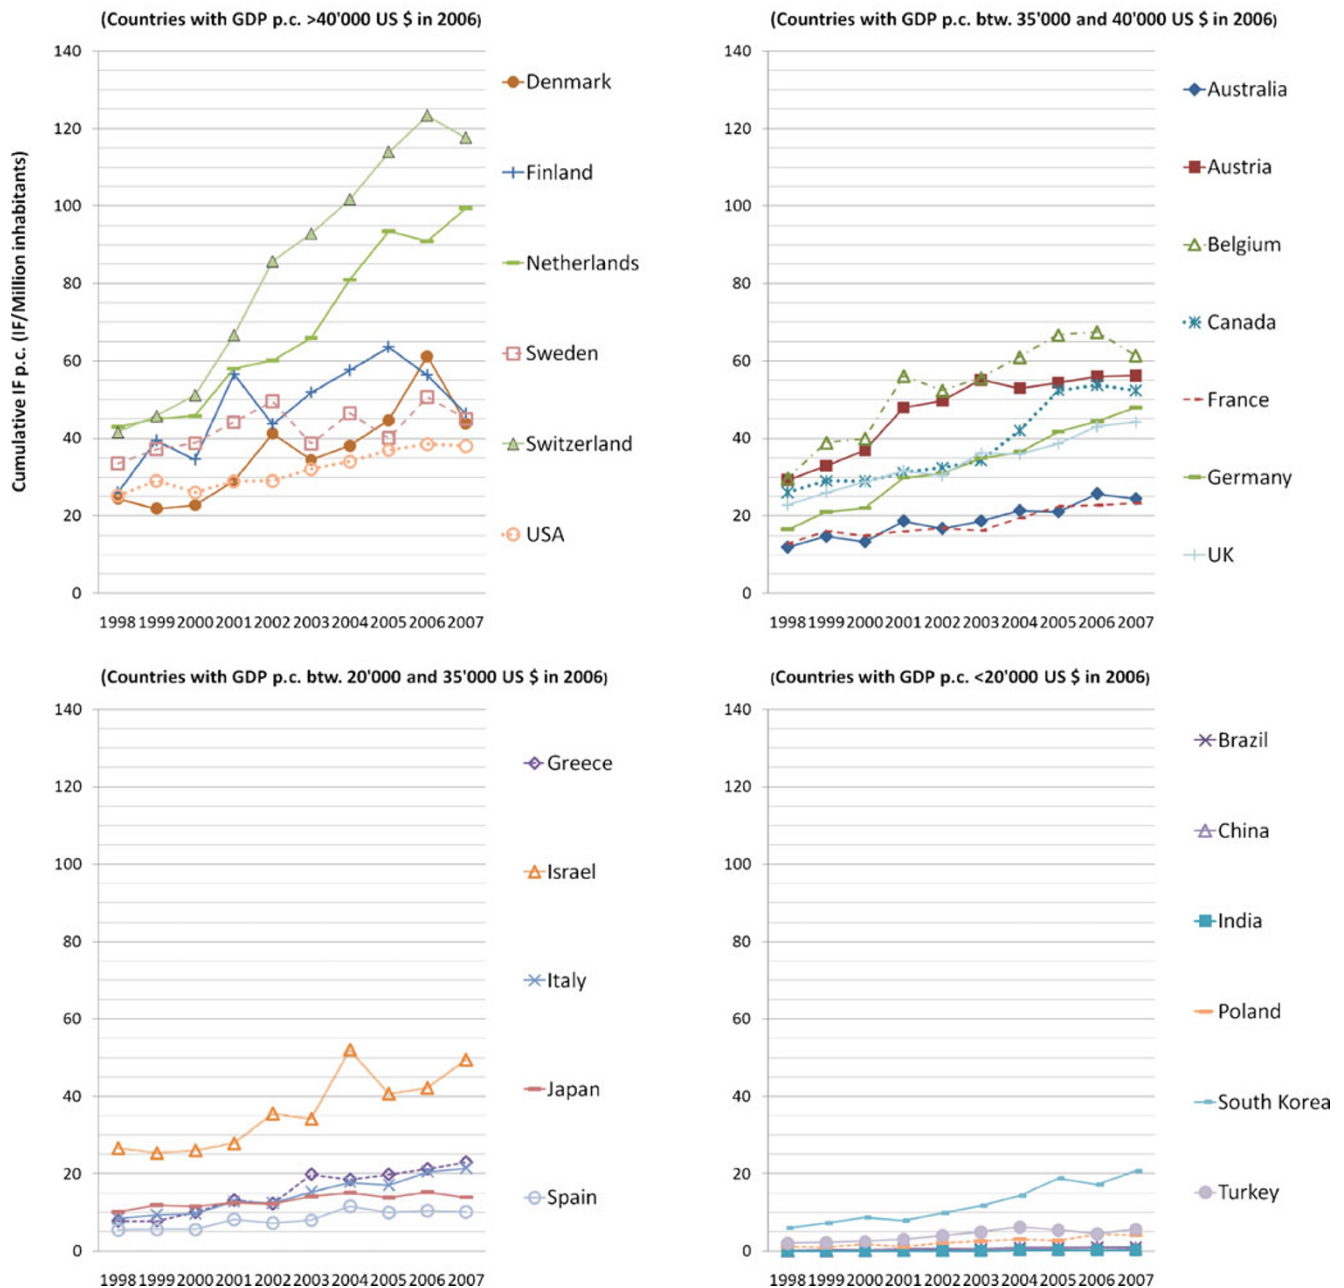 (Countries with GDP p.c. >40'000 US $ in 2006)
(Countries with GDP p.c. btw. 35'000 and 40'000 US $ in 2006)
Cumulative IF p.c. (IF/Million inhabitants)
140
120
100
80
60
40
20
0
1998 1999 2000 2001 2002 2003 2004 2005 2006 2007
Denmark
Finland
Netherlands
Sweden
Switzerland
USA
140
120
100
80
60
40
20
0
1998 1999 2000 2001 2002 2003 2004 2005 2006 2007
Australia
Austria
Belgium
Canada
France
Germany
UK
(Countries with GDP p.c. btw. 20'000 and 35'000 US $ in 2006)
(Countries with GDP p.c. <20'000 US $ in 2006)
140
120
100
80
60
40
20
0
1998 1999 2000 2001 2002 2003 2004 2005 2006 2007
Greece
Israel
Italy
Japan
Spain
140
120
100
80
60
40
20
0
1998 1999 2000 2001 2002 2003 2004 2005 2006 2007
Brazil
China
India
Poland
South Korea
Turkey